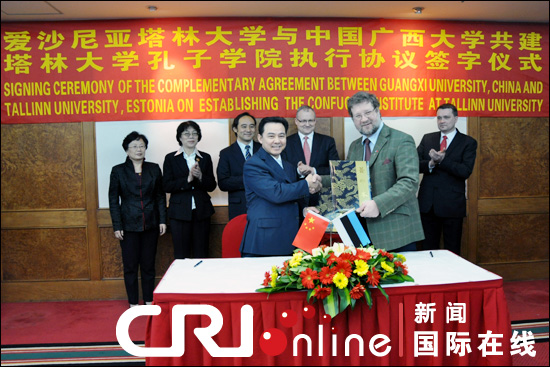 爱沙尼亚塔林大学与中国广西大学共建
塔林大学孔子学院执行协议签字仪式
SIGNING CEREMONY OF THE COMPLEMENTARY AGREEMENT BETWEEN GUANGXI UNIVERSITY, CHINA AND
TALLINN UNIVERSITY, ESTONIA ON ESTABLISHING THE CONFUCIUS INSTITUTE AT TALLINN UNIVERSITY
CRI online
新闻
国际在线